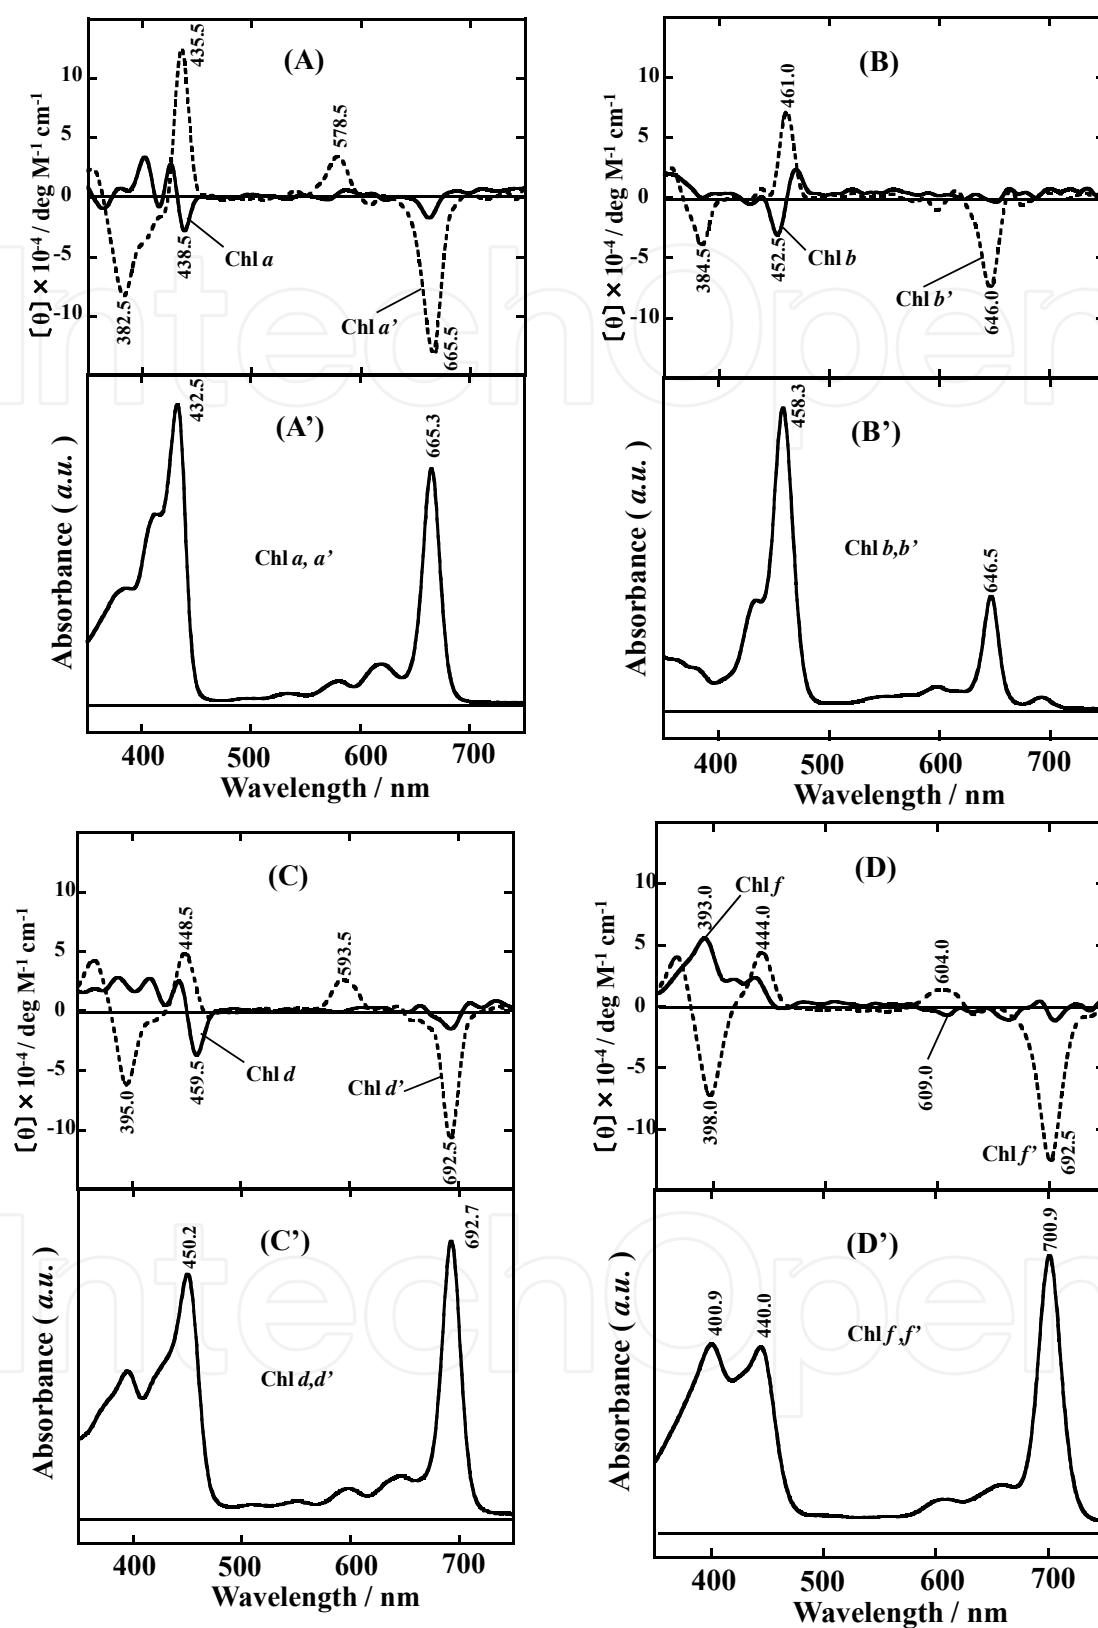 (A)
[θ] × 10-4 / deg M-1 cm-1
10
5
0
-5
-10
435.5
578.5
438.5
382.5
665.5
Chl a
Chl a’
(B)
[θ] × 10-4 / deg M-1 cm-1
10
5
0
-5
-10
461.0
384.5
452.5
646.0
Chl b
Chl b’
(A’)
Absorbance ( a.u. )
432.5
665.3
Chl a, a’
400 500 600 700
Wavelength / nm
(B’)
Absorbance ( a.u. )
458.3
646.5
Chl b,b’
400 500 600 700
Wavelength / nm
(C)
[θ] × 10-4 / deg M-1 cm-1
10
5
0
-5
-10
448.5
593.5
395.0
459.5
692.5
Chl d
Chl d’
(D)
[θ] × 10-4 / deg M-1 cm-1
10
5
0
-5
-10
393.0
444.0
604.0
398.0
609.0
692.5
Chl f
Chl f’
(C’)
Absorbance ( a.u. )
450.2
692.7
Chl d,d’
400 500 600 700
Wavelength / nm
(D’)
Absorbance ( a.u. )
400.9
440.0
700.9
Chl f ,f’
400 500 600 700
Wavelength / nm
IntechOpen
IntechOpen